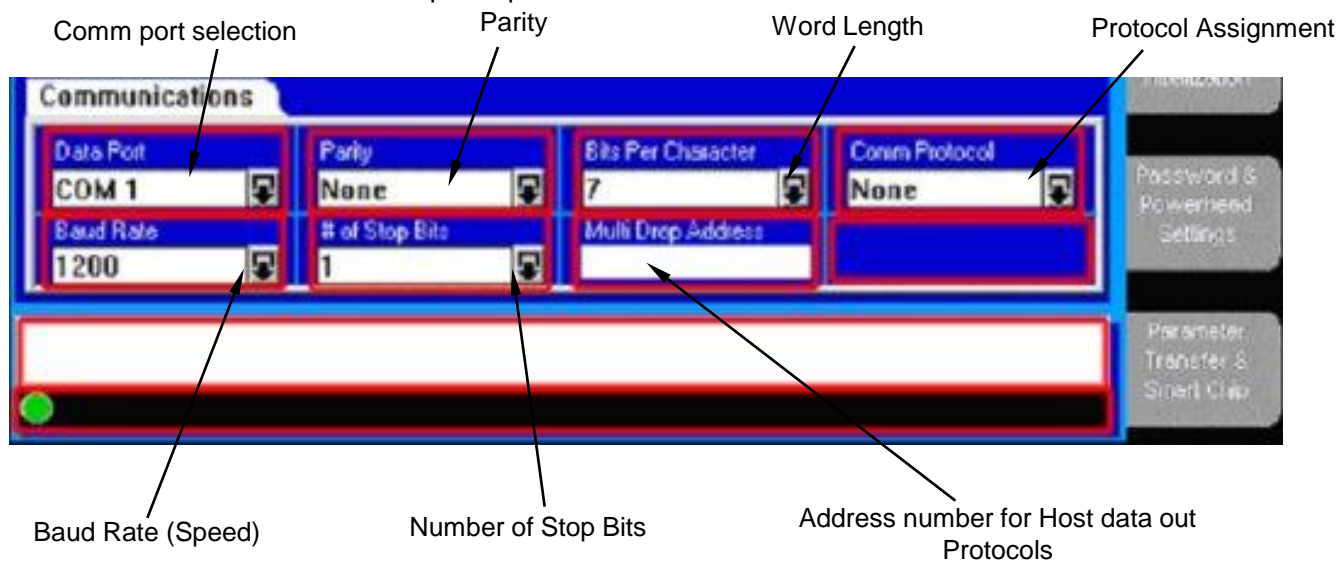 Comm port selection
Parity
Word Length
Protocol Assignment
Communications
Data Port
Parity
Bits Per Character
Comm Protocol
COM 1
None
7
None
Baud Rate
# of Stop Bits
Multi Drop Address
1200
1
Password &
Powerhead
Settings
Parameter
Transfer &
Smart Chip
Baud Rate (Speed)
Number of Stop Bits
Address number for Host data out
Protocols